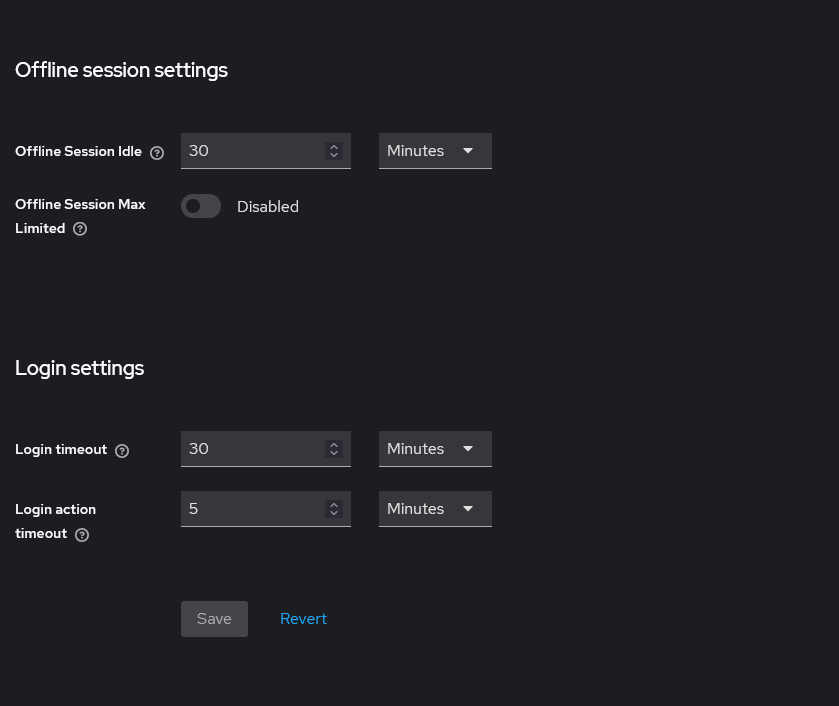 Offline session settings
Offline Session Idle
30
Minutes
Offline Session Max
Limited
Disabled
Login settings
Login timeout
30
Minutes
Login action
timeout
5
Minutes
Save
Revert